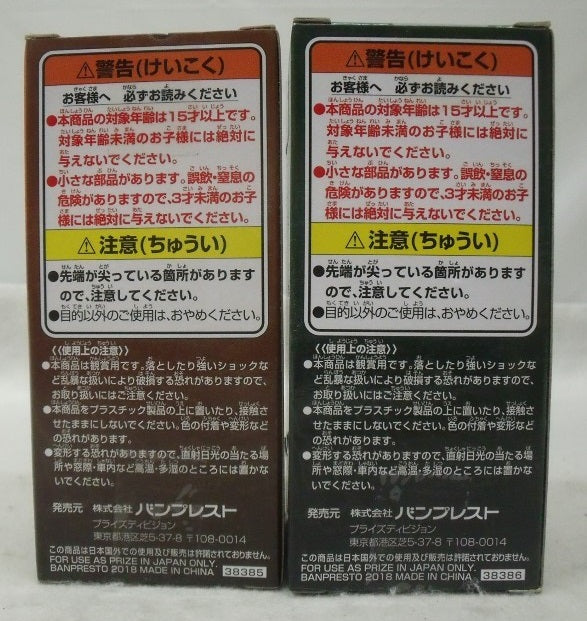 ⚠警告(けいこく)
お客様へ 必ずお読みください
●本商品の対象年齢は15才以上です。
対象年齢未満のお子様には絶対に
与えないでください。
●小さな部品があります。誤飲・窒息の
危険がありますので、3才未満のお子
様には絶対に与えないでください。
⚠注意(ちゅうい)
●先端が尖っている箇所があります
ので、注意してください。
●目的以外のご使用は、おやめください。
《使用上の注意》
●本商品は観賞用です。落としたり強いショックな
ど乱暴な扱いにより破損する恐れがありますので、
お取り扱いにはご注意ください。
●本商品をプラスチック製品の上に置いたり、接触さ
せたままにしないでください。色の付着や変形など
の恐れがあります。
●変形する恐れがありますので、直射日光の当たる場
所や窓際・車内など高温・多湿のところには置かな
いでください。
発売元 株式会社 バンプレスト
プライズディビジョン
東京都港区芝5-37-8 〒108-0014
この商品は日本国外での使用及び販売は許諾されておりません。
FOR USE AS PRIZE IN JAPAN ONLY.
BANPRESTO 2018 MADE IN CHINA 38385
⚠警告(けいこく)
お客様へ 必ずお読みください
●本商品の対象年齢は15才以上です。
対象年齢未満のお子様には絶対に
与えないでください。
●小さな部品があります。誤飲・窒息の
危険がありますので、3才未満のお子
様には絶対に与えないでください。
⚠注意(ちゅうい)
●先端が尖っている箇所があります
ので、注意してください。
●目的以外のご使用は、おやめください。
《使用上の注意》
●本商品は観賞用です。落としたり強いショックな
ど乱暴な扱いにより破損する恐れがありますので、
お取り扱いにはご注意ください。
●本商品をプラスチック製品の上に置いたり、接触さ
せたままにしないでください。色の付着や変形など
の恐れがあります。
●変形する恐れがありますので、直射日光の当たる場
所や窓際・車内など高温・多湿のところには置かな
いでください。
発売元 株式会社 バンプレスト
プライズディビジョン
東京都港区芝5-37-8 〒108-0014
この商品は日本国外での使用及び販売は許諾されておりません。
FOR USE AS PRIZE IN JAPAN ONLY.
BANPRESTO 2018 MADE IN CHINA 38386